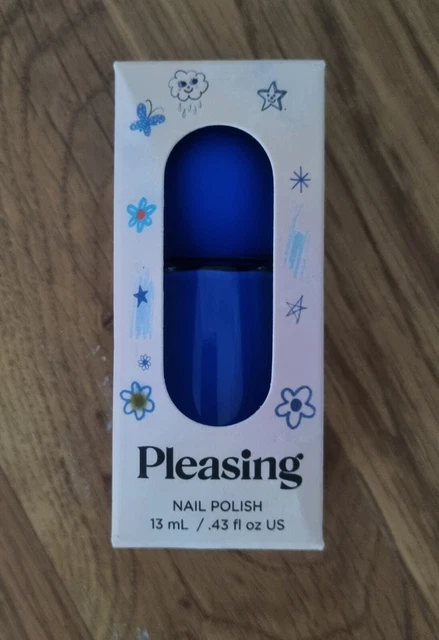 Pleasing
NAIL POLISH
13 mL / .43 fl oz US